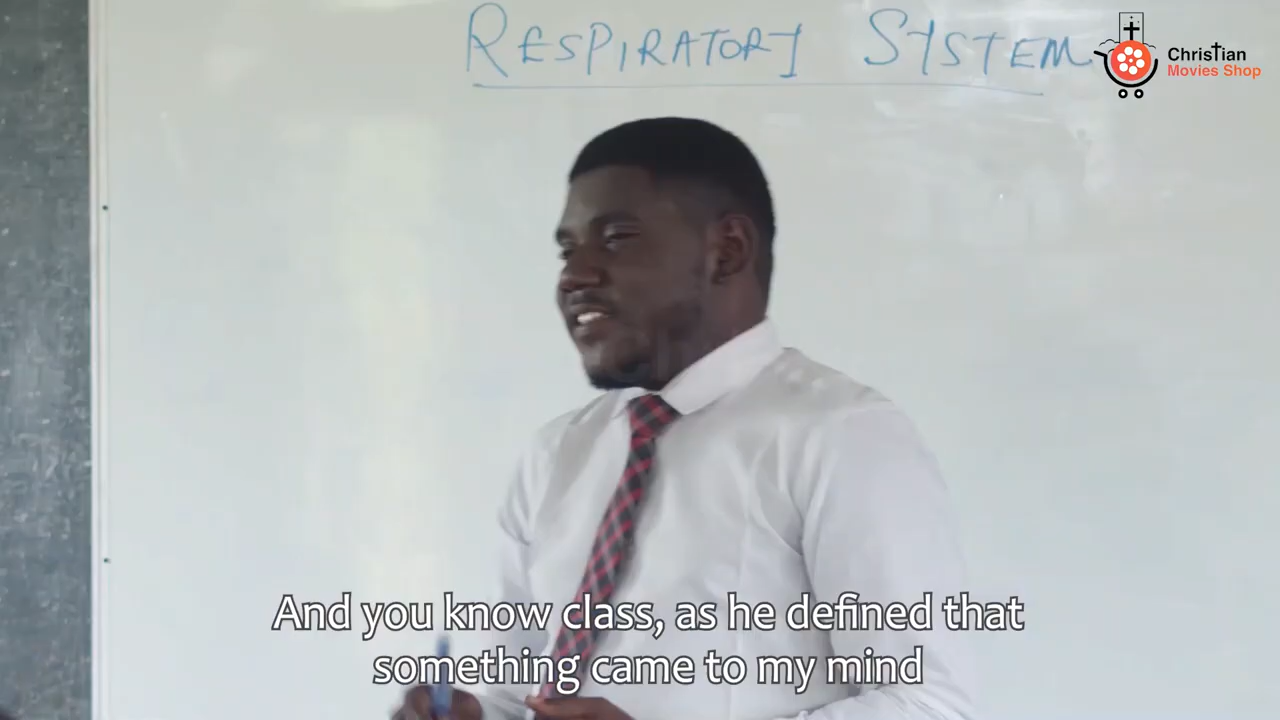 RESPIRATORY SYSTEM
Christian
Movies Shop
And you know class, as he defined that
something came to my mind